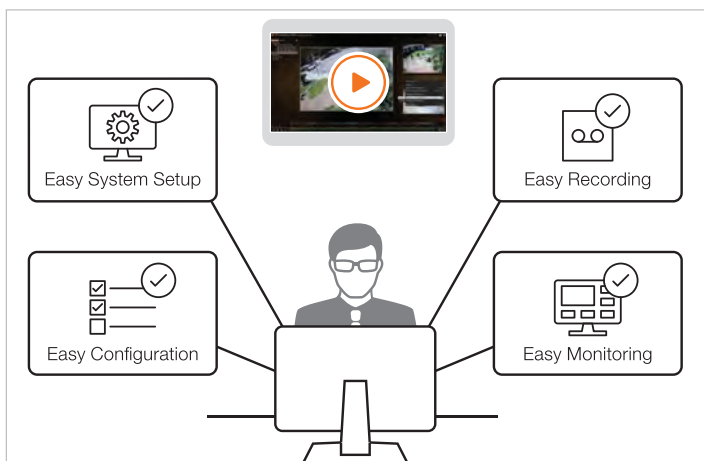 Easy System Setup
Easy Recording
Easy Configuration
Easy Monitoring